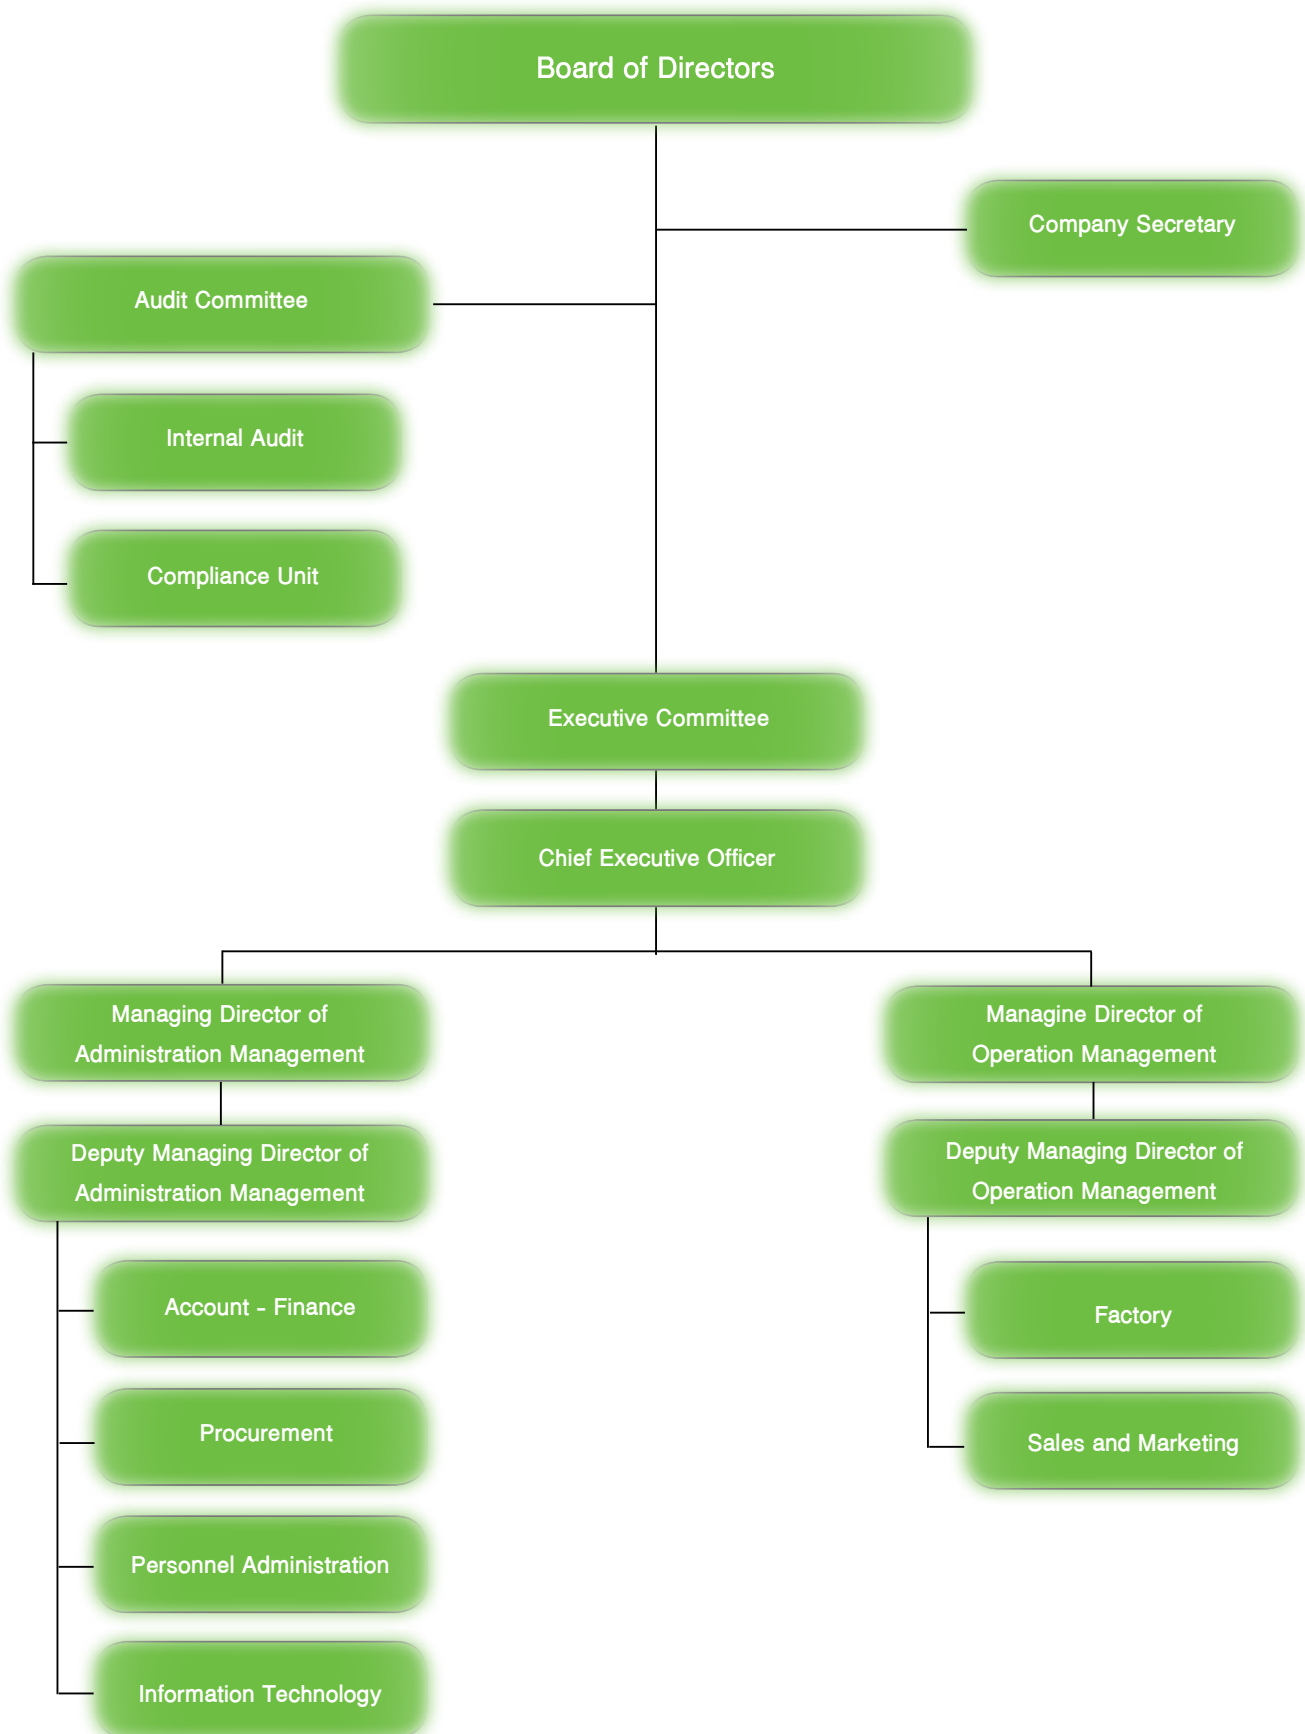 Board of Directors
Company Secretary
Audit Committee
Internal Audit
Compliance Unit
Executive Committee
Chief Executive Officer
Managing Director of
Administration Management
Managine Director of
Operation Management
Deputy Managing Director of
Administration Management
Deputy Managing Director of
Operation Management
Account - Finance
Factory
Procurement
Sales and Marketing
Personnel Administration
Information Technology